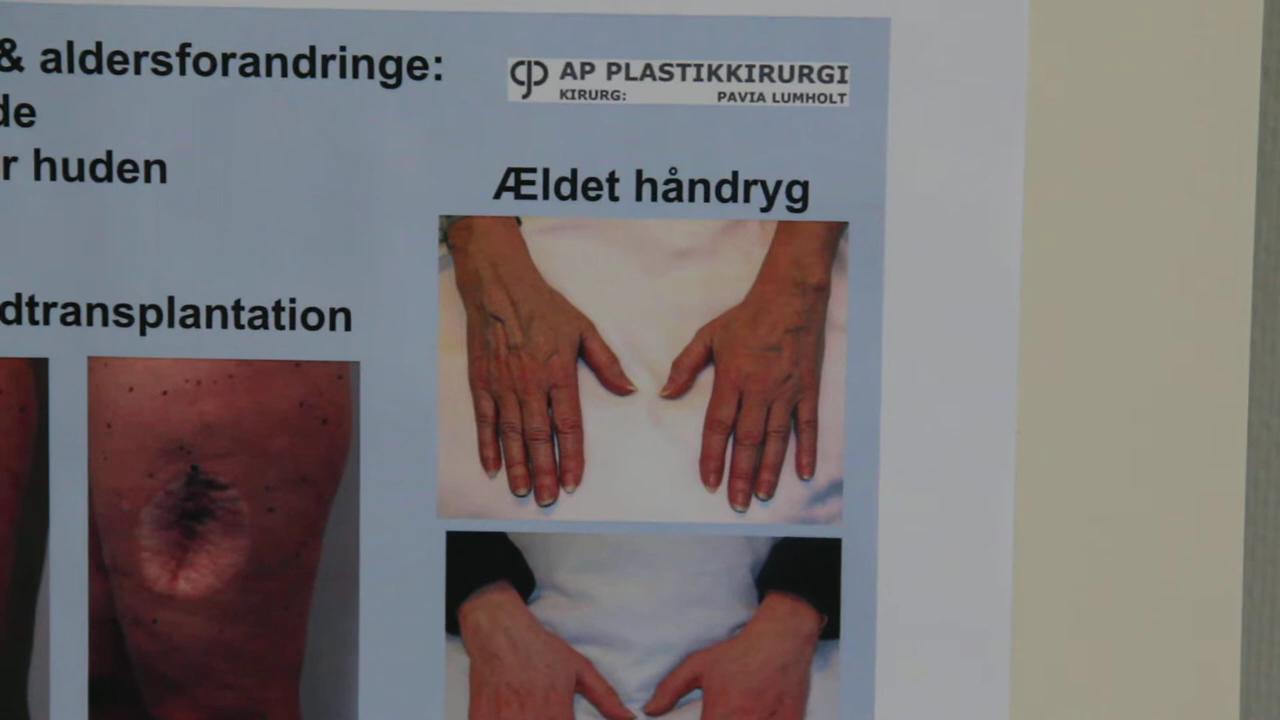 & aldersforandringe:
de
r huden
dtransplantation
AP PLASTIKKIRURGI
KIRURG: PAVIA LUMHOLT
Ældet håndryg